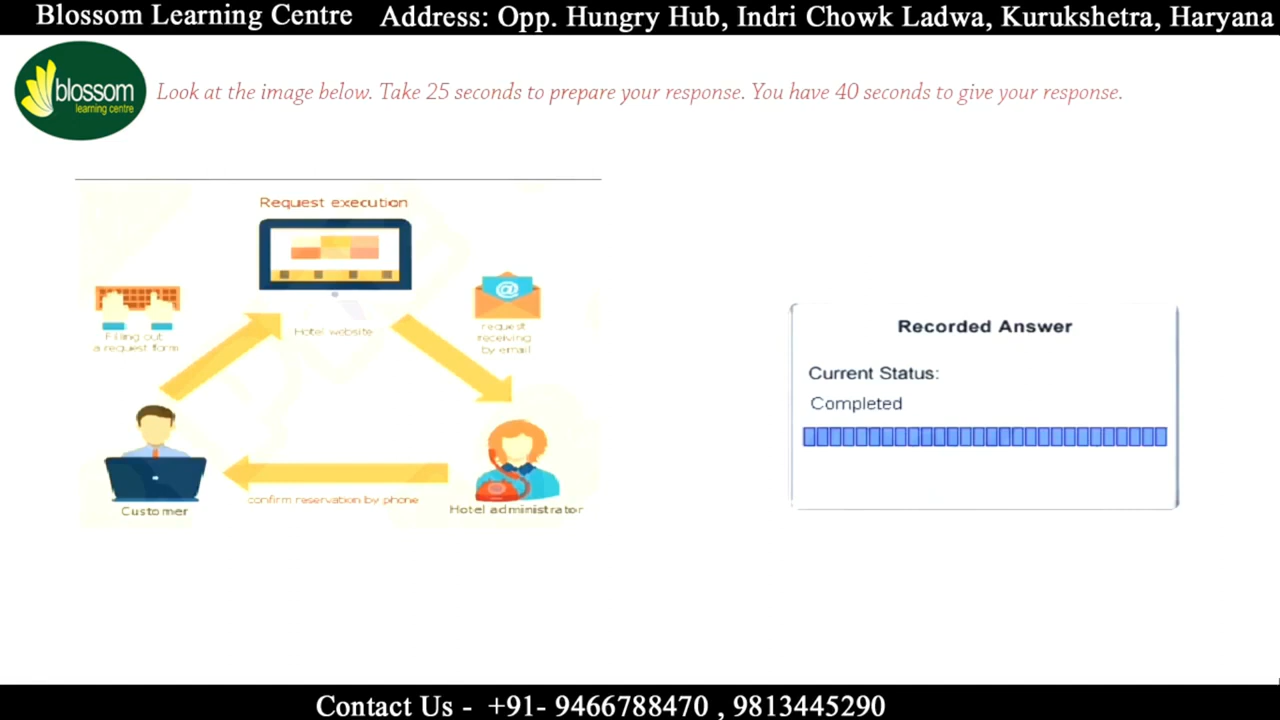 Blossom Learning Centre Address: Opp. Hungry Hub, Indri Chowk Ladwa, Kurukshetra, Haryana
blossom
learning centre
Look at the image below. Take 25 seconds to prepare your response. You have 40 seconds to give your response.
Request execution
Filling out
a request form
Hotel website
@
request
receiving
by email
Customer
confirm reservation by phone
Hotel administrator
Recorded Answer
Current Status:
Completed
Contact Us - +91- 9466788470 , 9813445290